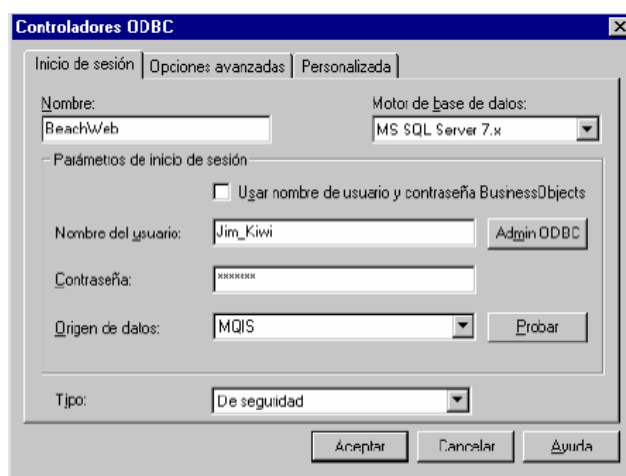 Controladores ODBC
Inicio de sesión
Opciones avanzadas
Personalizada
Nombre:
Motor de base de datos:
BeachWeb
MS SQL Server 7.x
Parámetros de inicio de sesión
Usar nombre de usuario y contraseña BusinessObjects
Nombre del usuario:
Jim_Kiwi
Admin ODBC
Contraseña:
*******
Origen de datos:
MQIS
Probar
Tipo:
De seguridad
Aceptar
Cancelar
Ayuda